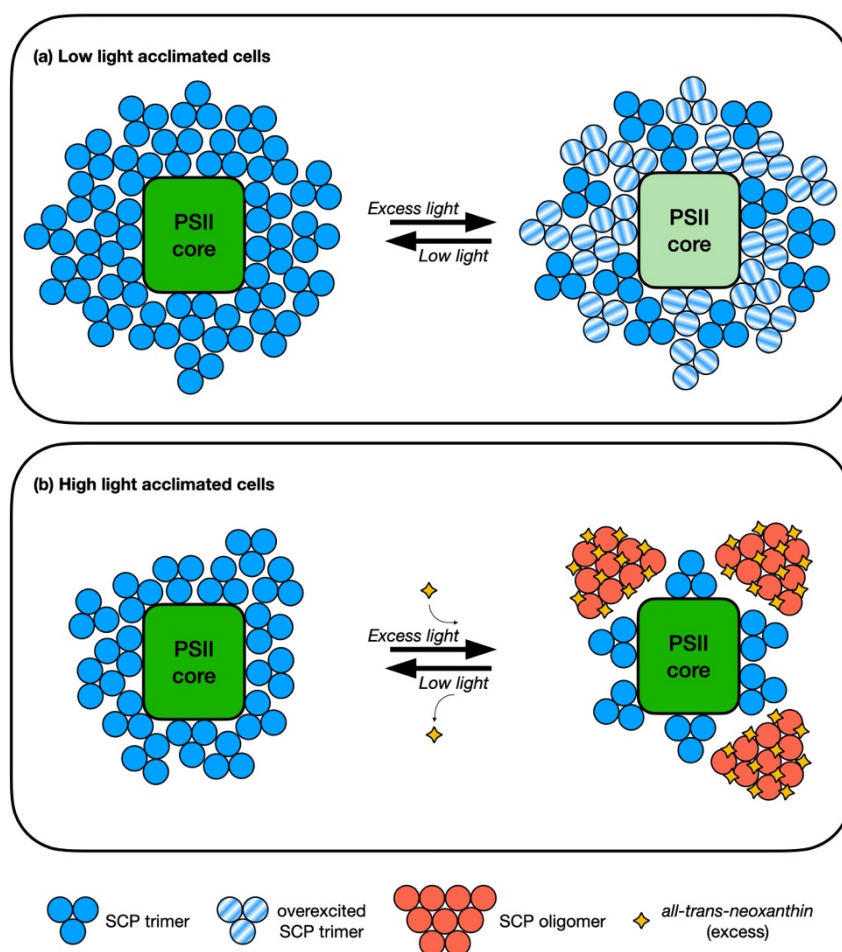 (a) Low light acclimated cells
PSII
core
Excess light
Low light
PSII
core
(b) High light acclimated cells
PSII
core
Excess light
Low light
PSII
core
SCP trimer
overexcited
SCP trimer
SCP oligomer
all-trans-neoxanthin
(excess)